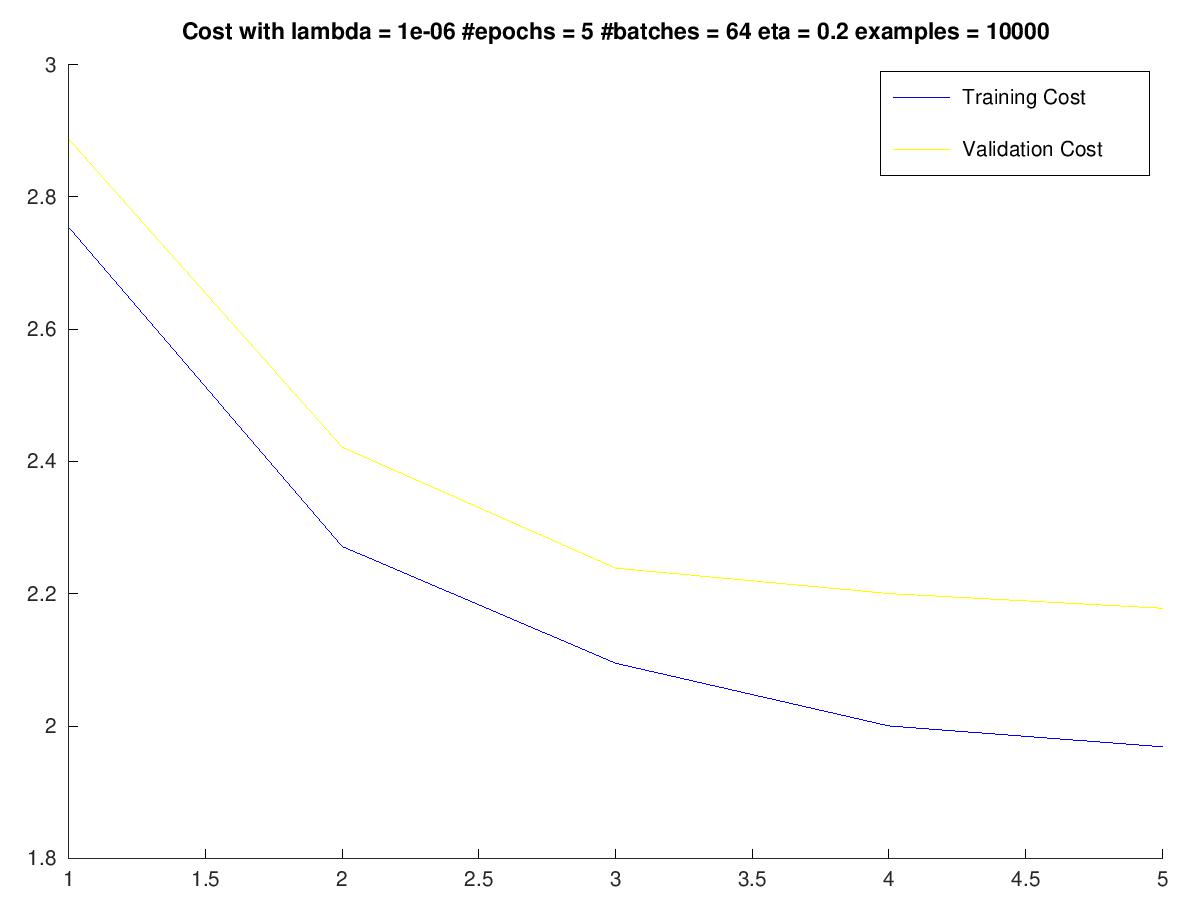 Cost with lambda = 1e-06 #epochs = 5 #batches = 64 eta = 0.2 examples = 10000
3
Training Cost
Validation Cost
2.8
2.6
2.4
2.2
2
1.8
1 1.5 2 2.5 3 3.5 4 4.5 5